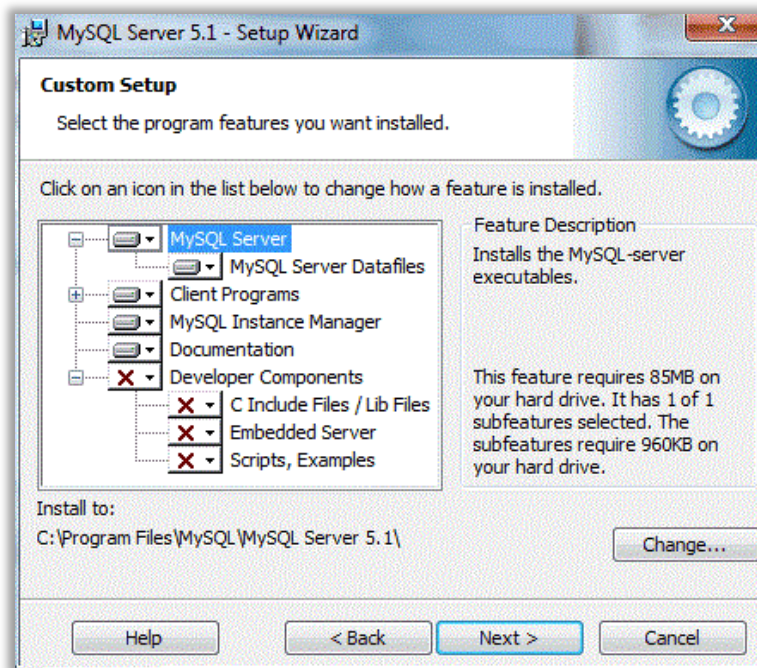 MySQL Server 5.1 - Setup Wizard
Custom Setup
Select the program features you want installed.
Click on an icon in the list below to change how a feature is installed.
MySQL Server
MySQL Server Datafiles
Client Programs
MySQL Instance Manager
Documentation
Developer Components
C Include Files / Lib Files
Embedded Server
Scripts, Examples
Feature Description
Installs the MySQL-server
executables.
This feature requires 85MB on
your hard drive. It has 1 of 1
subfeatures selected. The
subfeatures require 960KB on
your hard drive.
Install to:
C:\Program Files\MySQL\MySQL Server 5.1\
Change...
Help
< Back
Next >
Cancel